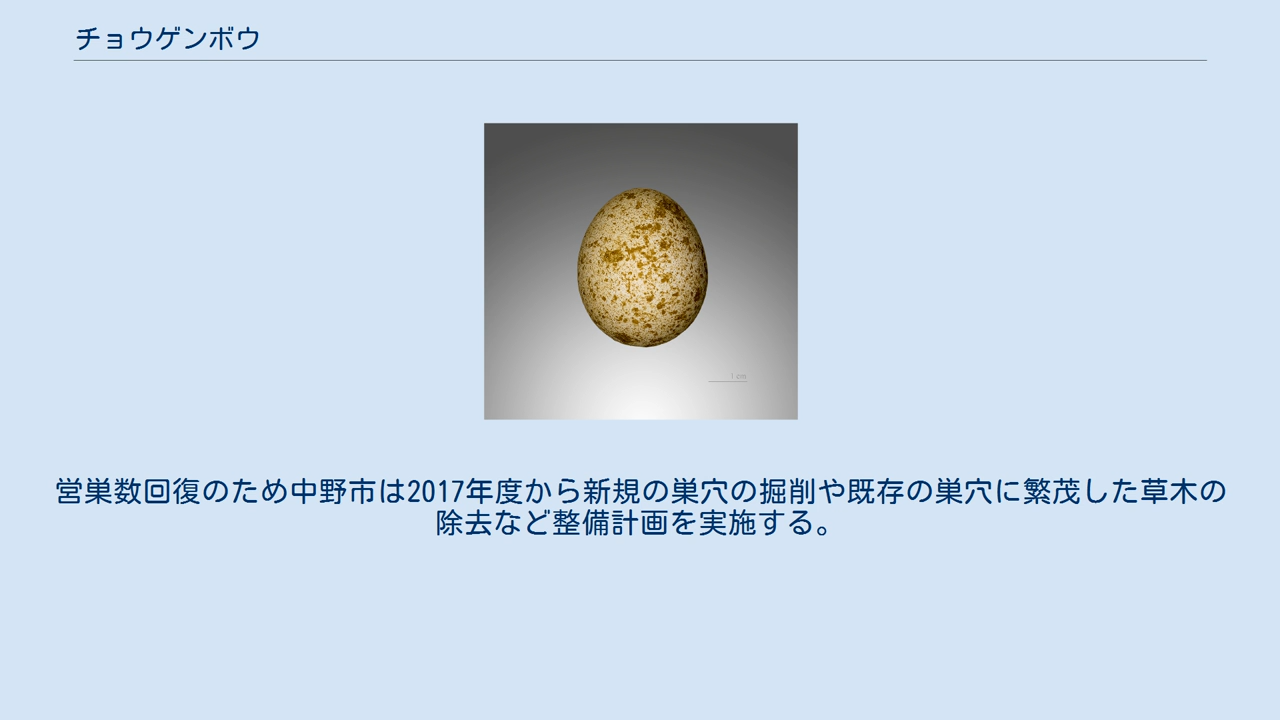 チョウゲンボウ
1 cm
営巣数回復のため中野市は2017年度から新規の巣穴の掘削や既存の巣穴に繁茂した草木の
除去など整備計画を実施する。